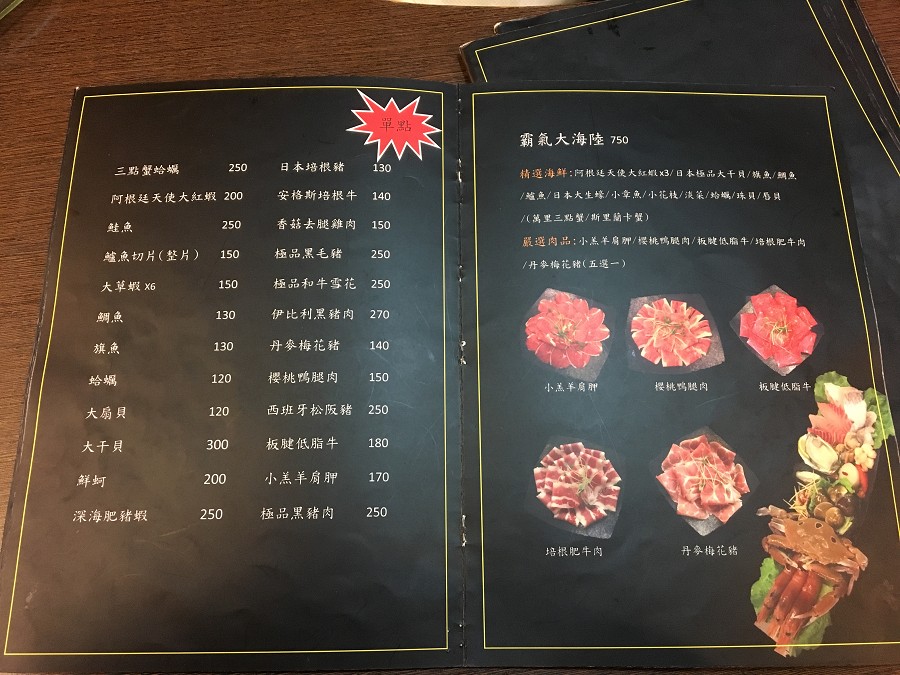 單點
三點蟹蛤蠣 250 日本培根豬 130
阿根廷天使大紅蝦 200 安格斯培根牛 140
鮭魚 250 香菇去腿雞肉 150
鱸魚切片(整片) 150 極品黑毛豬 250
大草蝦 x6 150 極品和牛雪花 250
鯛魚 130 伊比利黑豬肉 270
旗魚 130 丹麥梅花豬 140
蛤蠣 120 櫻桃鴨腿肉 150
大扇貝 120 西班牙松阪豬 250
大干貝 300 板腱低脂牛 180
鮮蚵 200 小羔羊肩胛 170
深海肥豬蝦 250 極品黑豬肉 250
霸氣大海陸 750
精選海鮮:阿根廷天使大紅蝦x3/日本極品大干貝/旗魚/鯛魚
/鱸魚/日本大生蠔/小章魚/小花枝/淡菜/蛤蠣/珠貝/唇貝
/(萬里三點蟹/斯里蘭卡蟹)
嚴選肉品:小羔羊肩胛/櫻桃鴨腿肉/板腱低脂牛/培根肥牛肉
/丹麥梅花豬(五選一)
小羔羊肩胛 櫻桃鴨腿肉 板腱低脂牛
培根肥牛肉 丹麥梅花豬